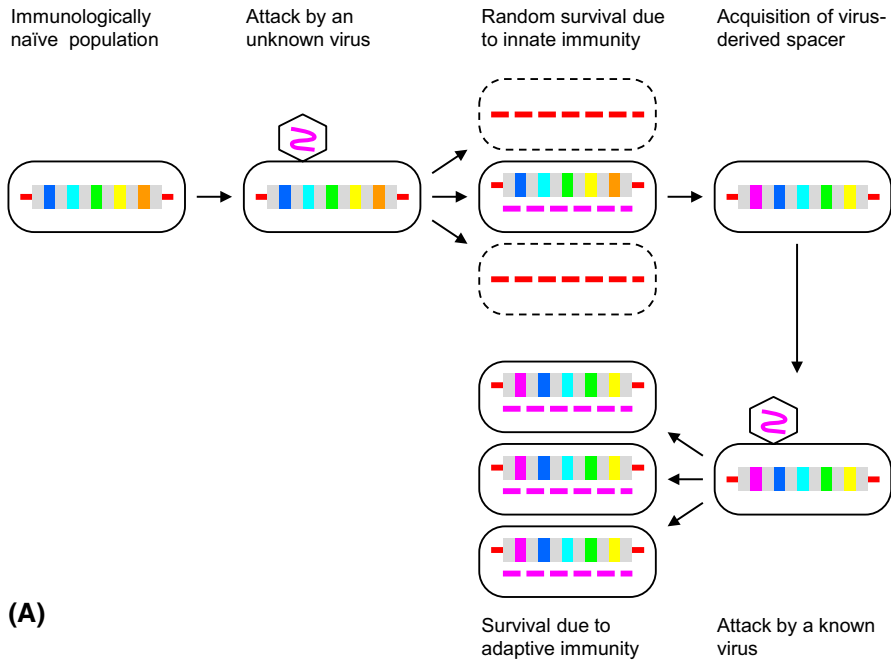 Immunologically
naïve population
Attack by an
unknown virus
Random survival due
to innate immunity
Acquisition of virus-
derived spacer
(A)
Survival due to
adaptive immunity
Attack by a known
virus